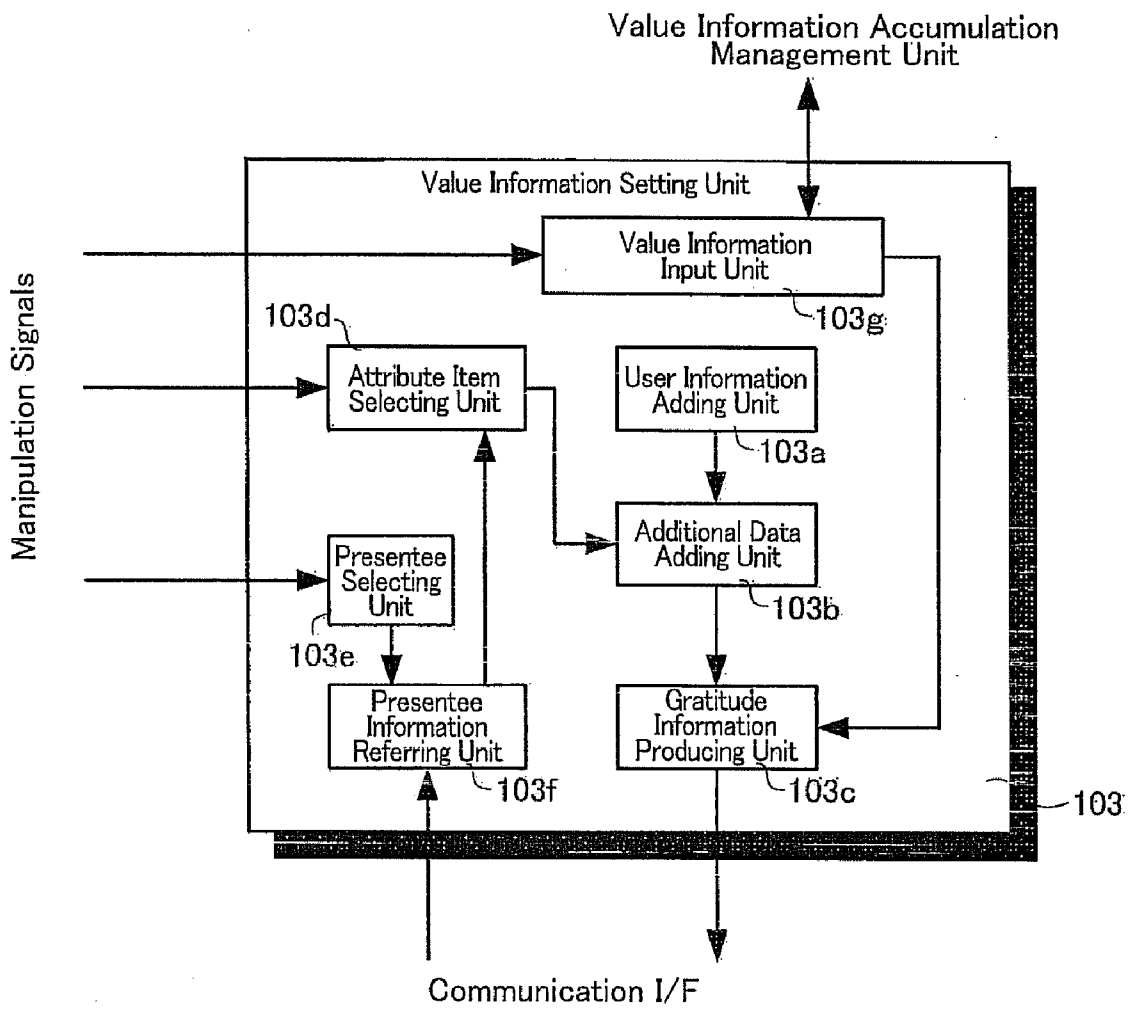 Value Information Accumulation
Management Unit
Value Information Setting Unit
Value Information
Input Unit
103g
Manipulation Signals
103d
Attribute Item
Selecting Unit
User Information
Adding Unit
103a
Presentee
Selecting
Unit
103e
Additional Data
Adding Unit
103b
Presentee
Information
Referring Unit
103f
Gratitude
Information
Producing Unit
103c
103
Communication I/F